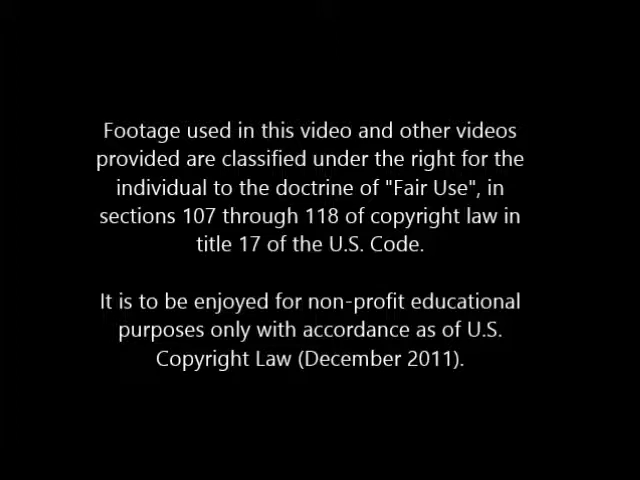 Footage used in this video and other videos
provided are classified under the right for the
individual to the doctrine of "Fair Use", in
sections 107 through 118 of copyright law in
title 17 of the U.S. Code.
It is to be enjoyed for non-profit educational
purposes only with accordance as of U.S.
Copyright Law (December 2011).